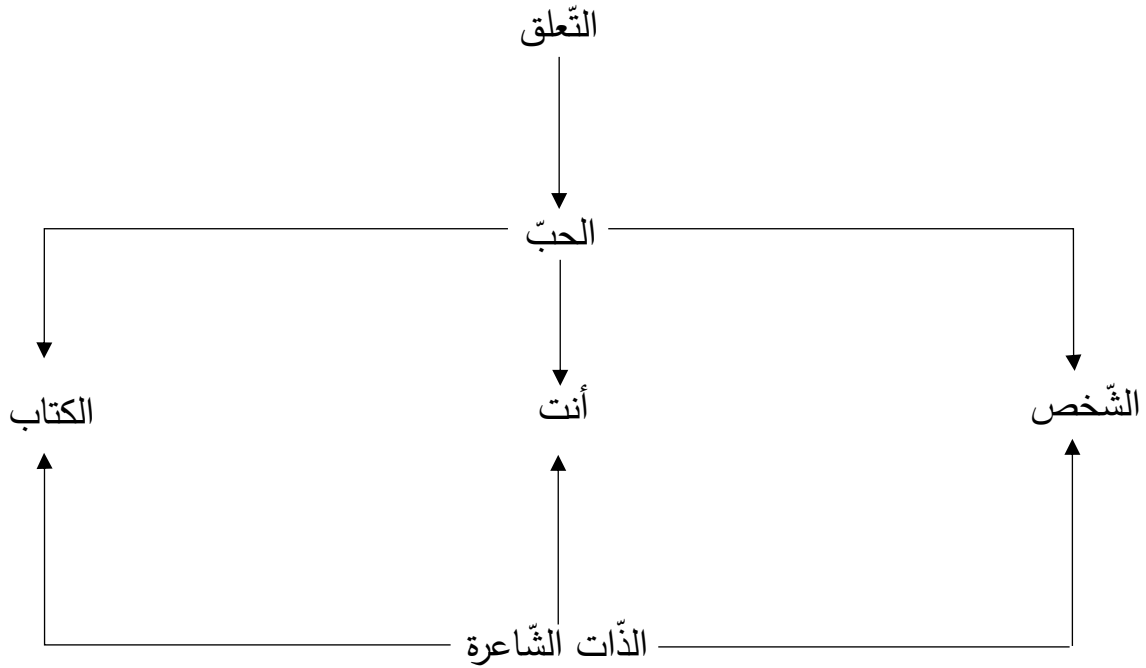 التّعلق
الحبّ
الشّخص
أنت
الكتاب
الذّات الشّاعرة